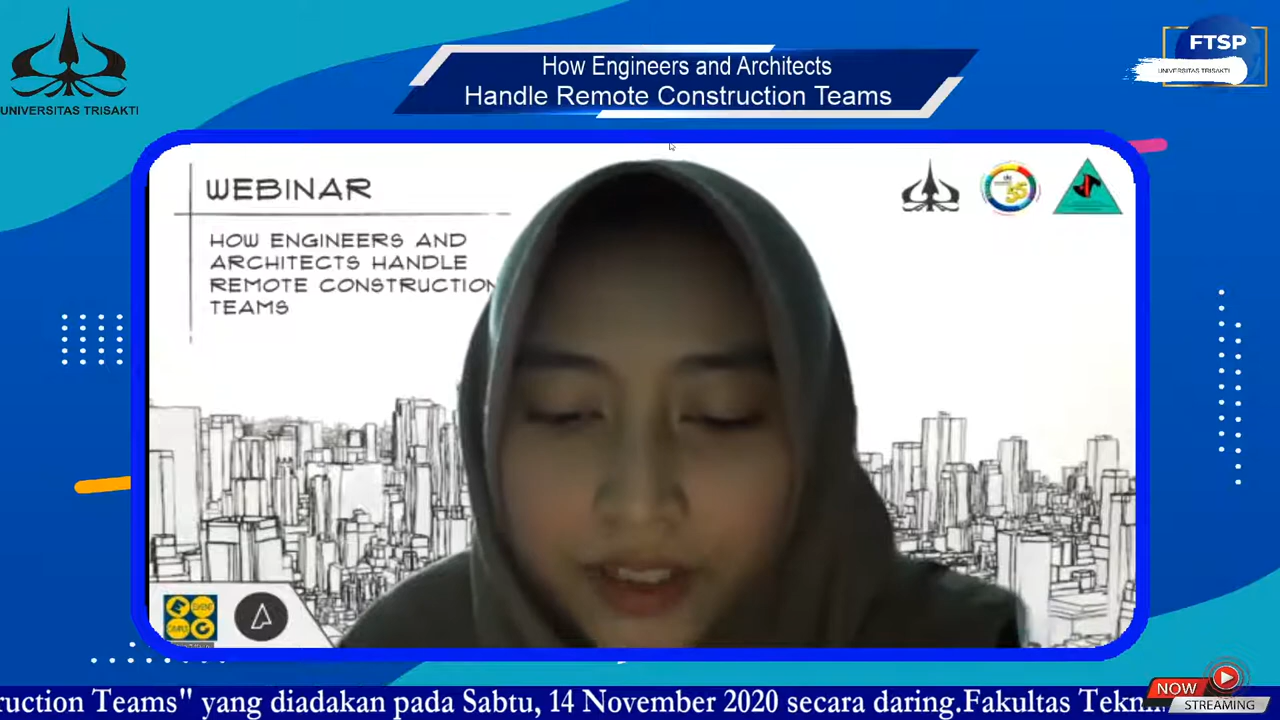 UNIVERSITAS TRISAKTI
How Engineers and Architects
Handle Remote Construction Teams
FTSP
UNIVERSITAS TRISAKTI
WEBINAR
HOW ENGINEERS AND
ARCHITECTS HANDLE
REMOTE CONSTRUCTION
TEAMS
ruction Teams" yang diadakan pada Sabtu, 14 November 2020 secara daring.Fakultas Tekni
NOW
STREAMING